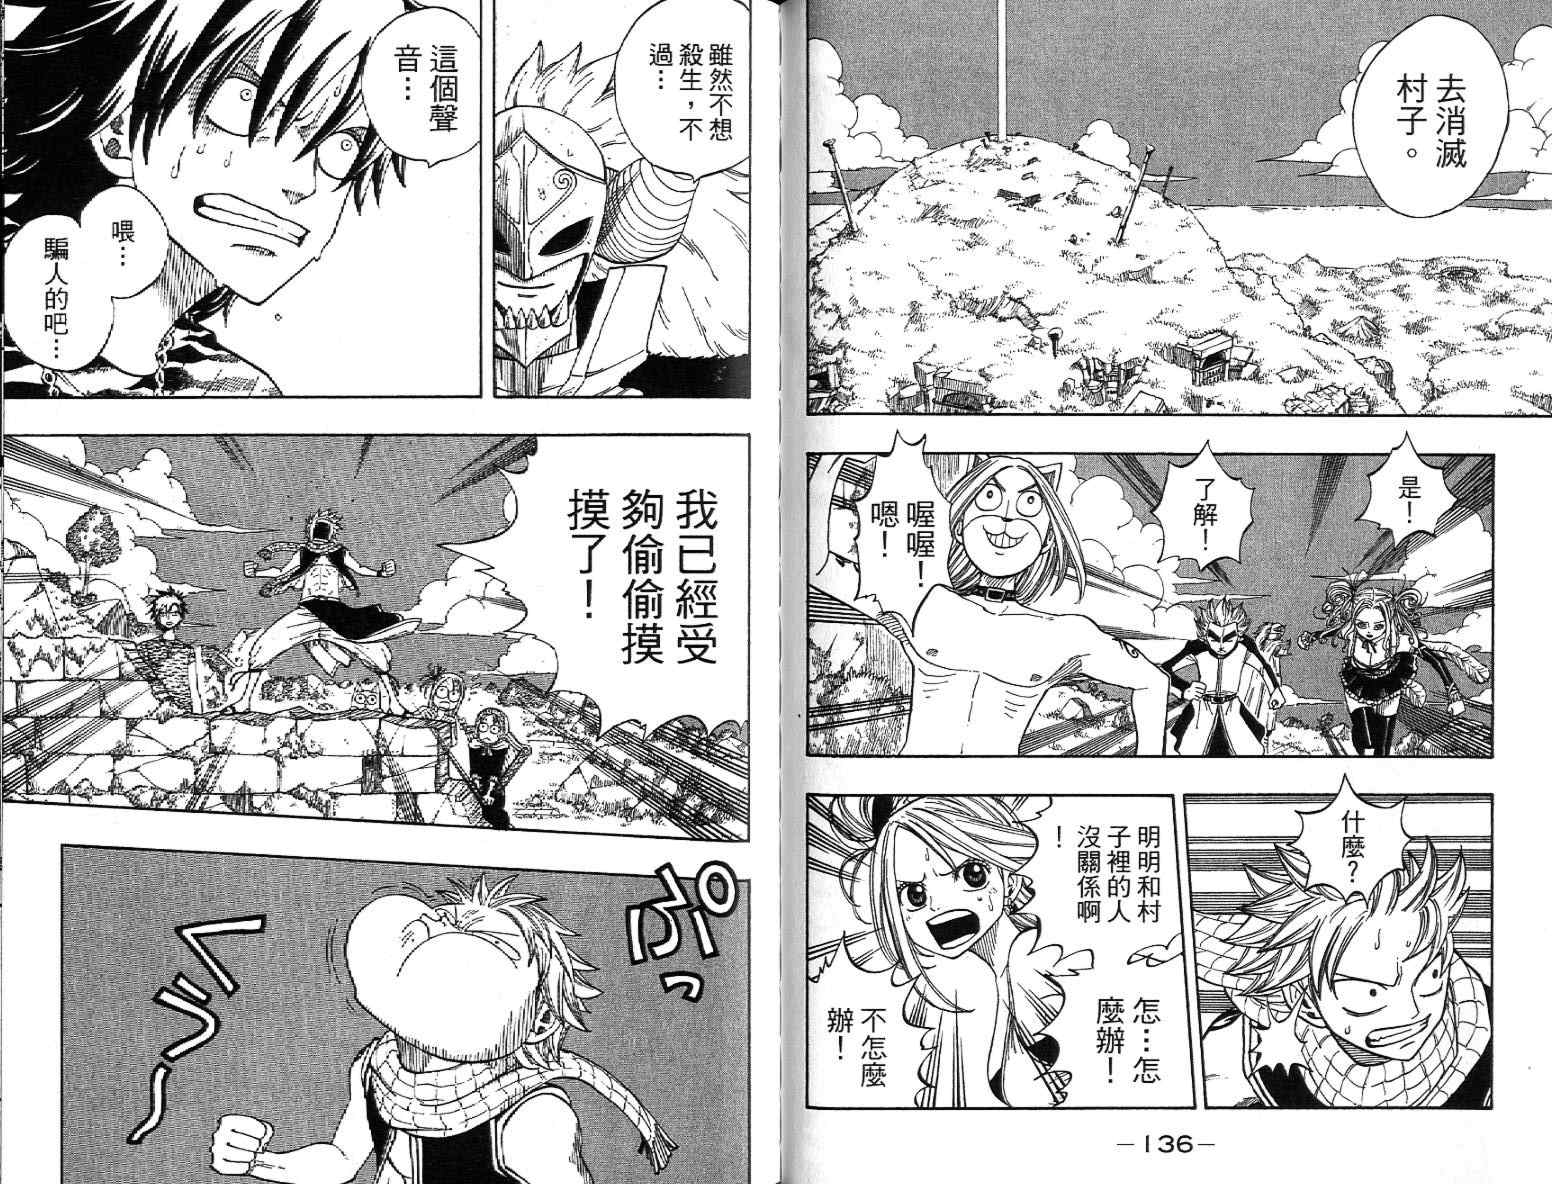 去消滅
村子。
是！
了解！
喔喔！
嗯！
什麼？
明明和村
子裡的人
沒關係啊
！
怎…怎
麼辦！
不怎麼
辦！
－136－
雖然不想
殺生，不
過…
這個聲
音…
喂…
騙人的吧…
我已經受
夠偷偷摸
摸了！
ぷっ
くうー